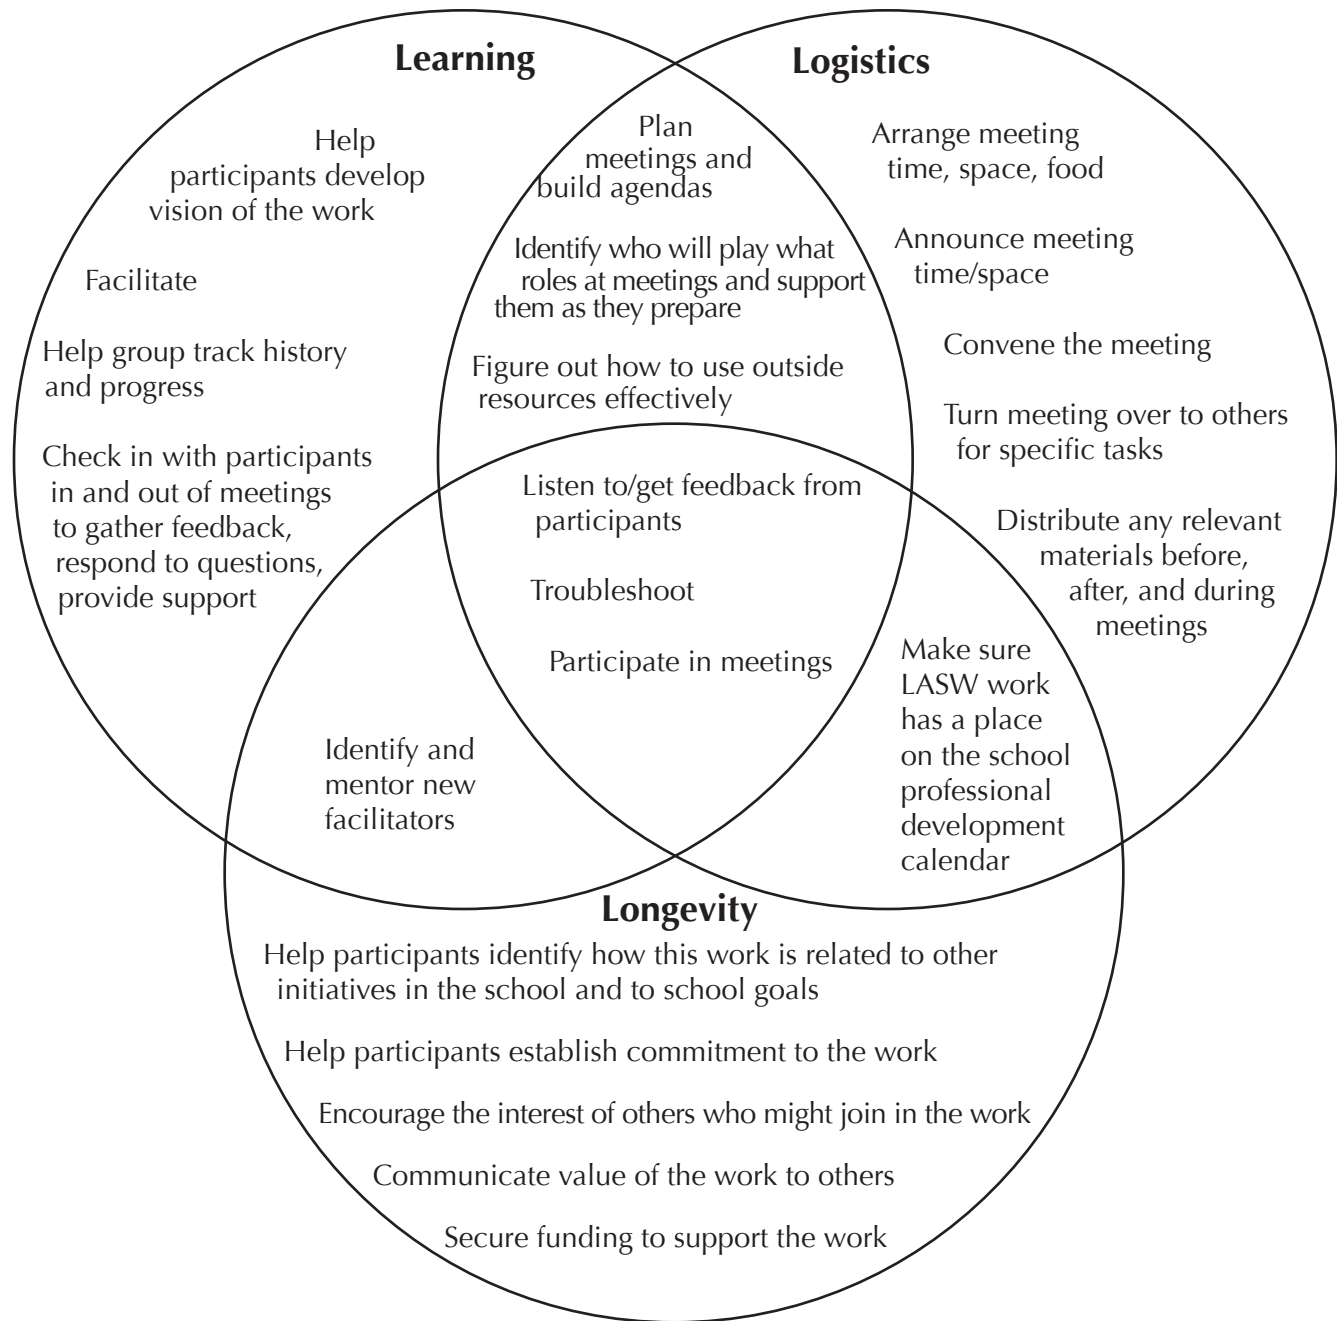 Learning
Help
participants develop
vision of the work
Facilitate
Help group track history
and progress
Check in with participants
in and out of meetings
to gather feedback,
respond to questions,
provide support
Plan
meetings and
build agendas
Identify who will play what
roles at meetings and support
them as they prepare
Figure out how to use outside
resources effectively
Logistics
Arrange meeting
time, space, food
Announce meeting
time/space
Convene the meeting
Turn meeting over to others
for specific tasks
Distribute any relevant
materials before,
after, and during
meetings
Listen to/get feedback from
participants
Troubleshoot
Participate in meetings
Identify and
mentor new
facilitators
Make sure
LASW work
has a place
on the school
professional
development
calendar
Longevity
Help participants identify how this work is related to other
initiatives in the school and to school goals
Help participants establish commitment to the work
Encourage the interest of others who might join in the work
Communicate value of the work to others
Secure funding to support the work